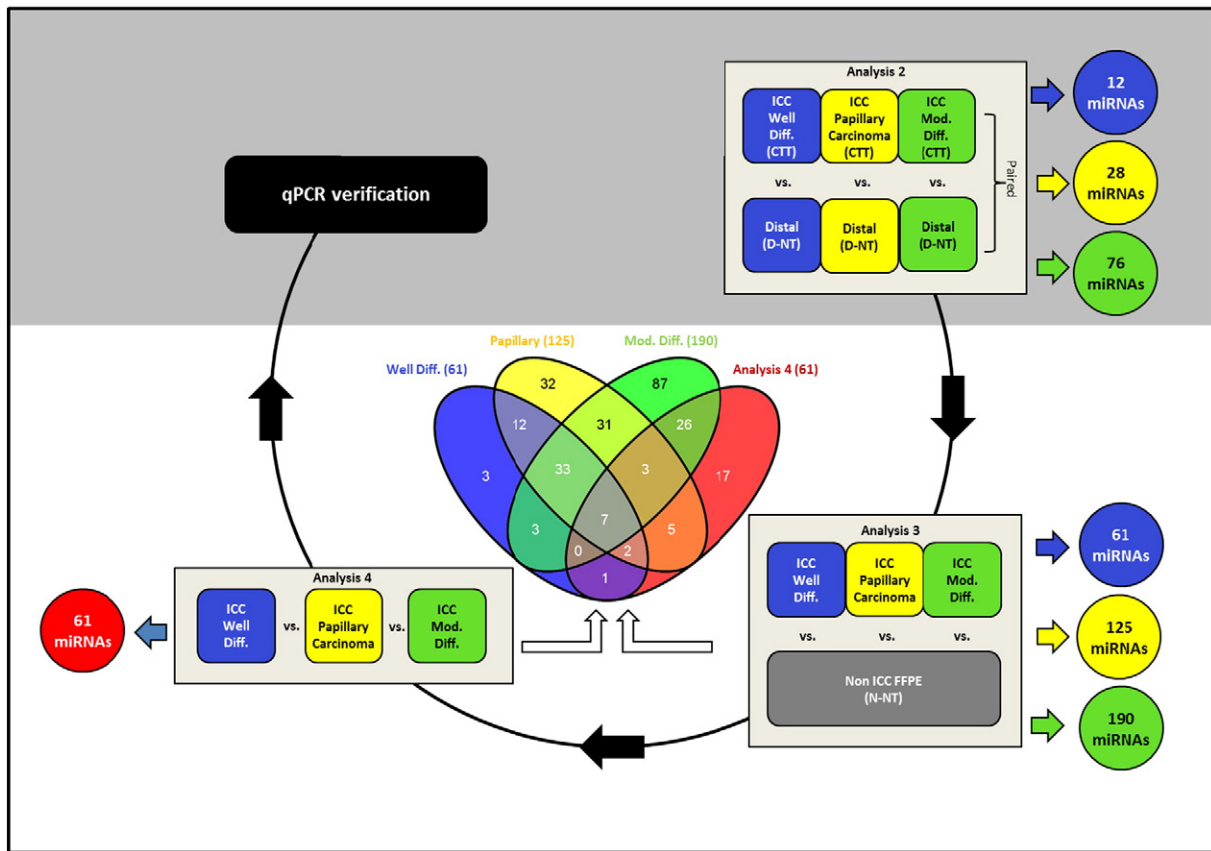 Analysis 2
ICC
Well
Diff.
(CTT)
ICC
Papillary
Carcinoma
(CTT)
ICC
Mod.
Diff.
(CTT)
vs.
vs.
vs.
Distal
(D-NT)
Distal
(D-NT)
Distal
(D-NT)
Paired
12
miRNAs
28
miRNAs
76
miRNAs
qPCR verification
Papillary (125)
Mod. Diff. (190)
Well Diff. (61)
Analysis 4 (61)
32
87
12
31
26
3
33
3
17
3
7
5
0
2
1
Analysis 3
ICC
Well
Diff.
ICC
Papillary
Carcinoma
ICC
Mod.
Diff.
vs.
vs.
vs.
Non ICC FFPE
(N-NT)
61
miRNAs
125
miRNAs
190
miRNAs
Analysis 4
ICC
Well
Diff.
vs.
ICC
Papillary
Carcinoma
vs.
ICC
Mod.
Diff.
61
miRNAs